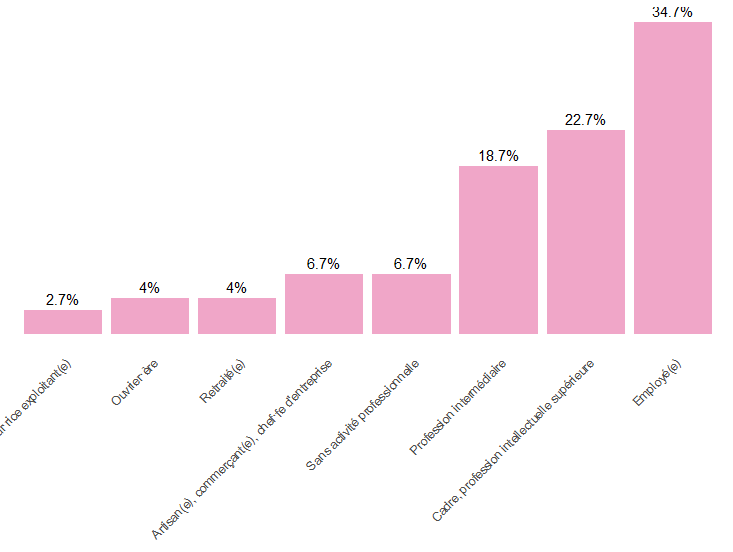 34.7%
22.7%
18.7%
6.7%
6.7%
4%
4%
2.7%
rice exploitant(e)
Ouvrier·ère
Retraité(e)
Artisan(e), commerçant(e), chef·fe d'entreprise
Sans activité professionnelle
Profession intermédiaire
Cadre, profession intellectuelle supérieure
Employé(e)